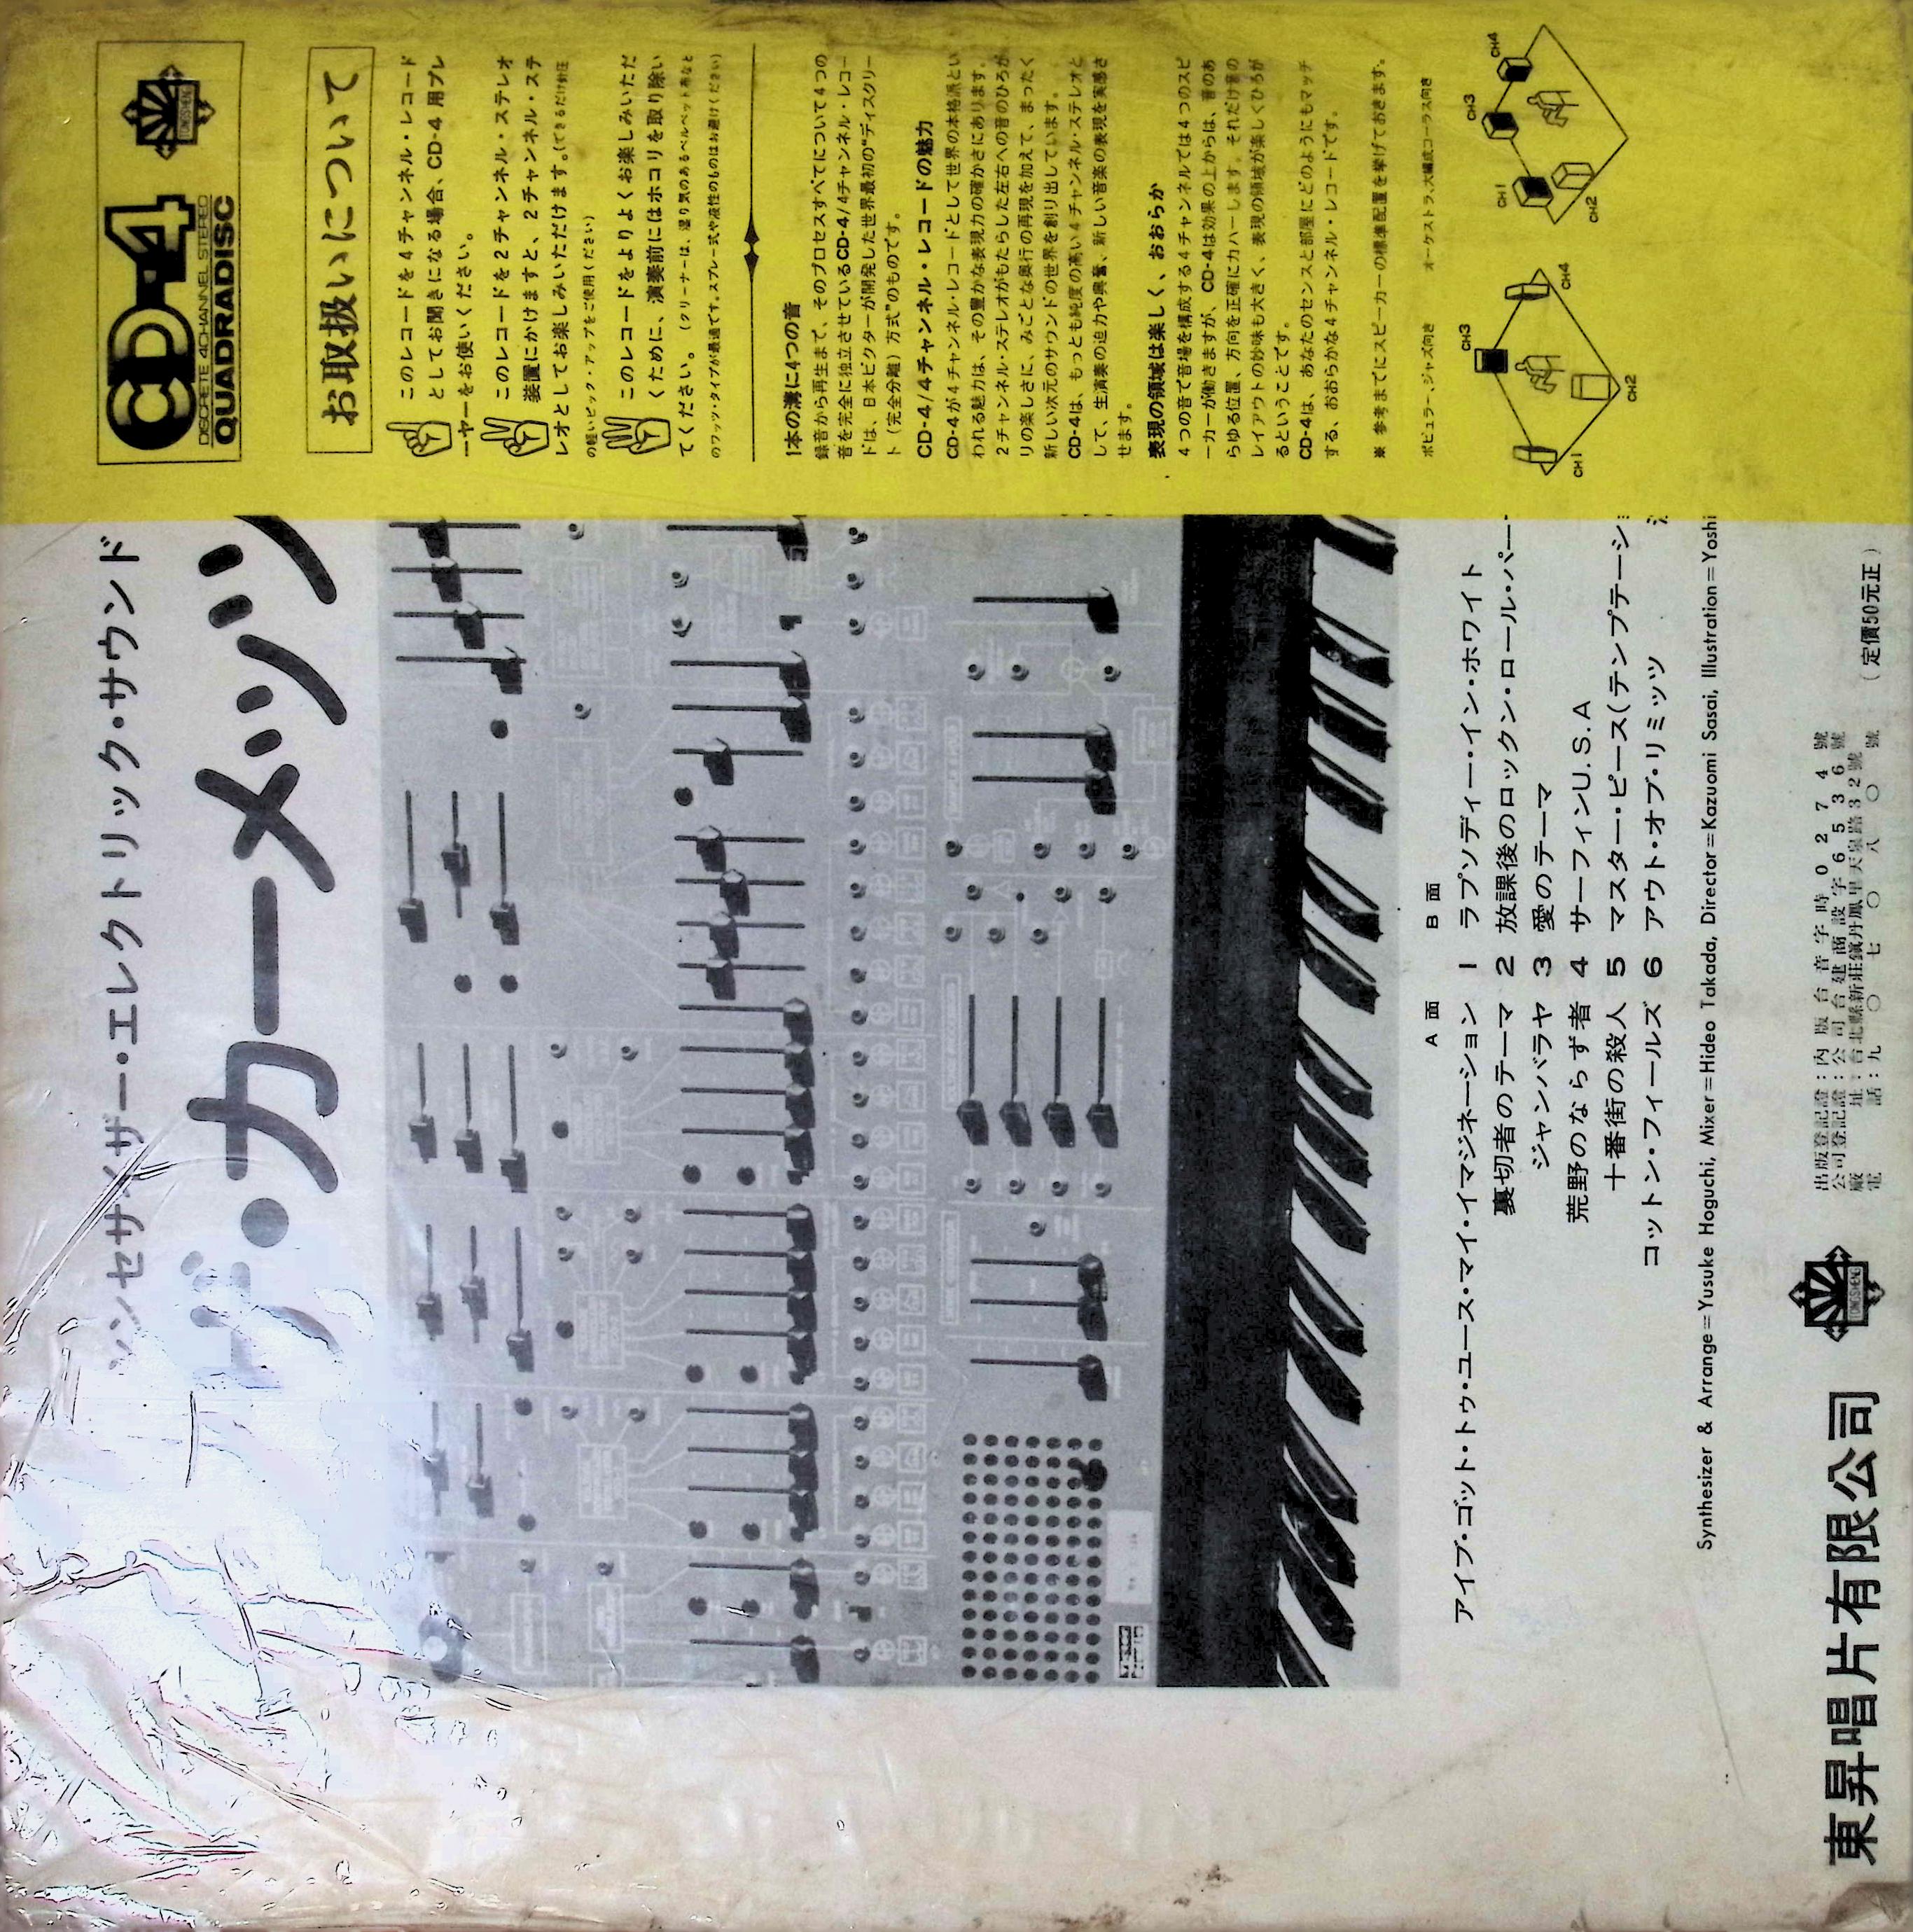 ンセサイザー・エレクトリック・サウンド
ザ・カーメッツ
A 面
アイブ・ゴット・トゥ・ユース・マイ・イマジネーション 1
裏切者のテーマ 2
ジャンバラヤ 3
荒野のならず者 4
十番街の殺人 5
コットン・フィールズ 6
B 面
ラプソディー・イン・ホワイト
放課後のロックン・ロール・パー
愛のテーマ
サーフィンU.S.A
マスター・ピース(テンプテーショ
アウト・オブ・リミッツ
Synthesizer & Arrange=Yusuke Hoguchi, Mixer=Hideo Takada, Director=Kazuomi Sasai, Illustration=Yoshi
東昇唱片有限公司
TONGSHENG
出版登記證：內版台音字時0274號
公司登記證：公司台建商設字6536號
廠址：台北縣新莊鎮丹鳳里天泉路32號
電話：九〇七〇八〇號
(定價50元正)
CD-4
DISCRETE 4CHANNEL STEREO
QUADRADISC
TONGSHENG
お取扱いについて
このレコードを4チャンネル・レコード
としてお聞きになる場合、CD-4 用プレ
ーヤーをお使いください。
このレコードを2チャンネル・ステレオ
装置にかけますと、2チャンネル・ステ
レオとしてお楽しみいただけます。(できるだけ針圧
の軽いピック・アップをご使用ください)
このレコードをよりよくお楽しみいただ
くために、演奏前にはホコリを取り除い
てください。(クリーナーは、湿り気のあるベルベット布など
のワッツ・タイプが最適です。スプレー式や液性のものはお避けください)
1本の溝に4つの音
録音から再生まで、そのプロセスすべてについて4つの
音を完全に独立させているCD-4/4チャンネル・レコー
ドは、日本ビクターが開発した世界最初の“ディスクリー
ト（完全分離）方式”のものです。
CD-4/4チャンネル・レコードの魅力
CD-4が4チャンネル・レコードとして世界の本格派とい
われる魅力は、その豊かな表現力の確かさにあります。
2チャンネル・ステレオがもたらした左右への音のひろが
りの楽しさに、みごとな奥行の再現を加えて、まったく
新しい次元のサウンドの世界を創り出しています。
CD-4は、もっとも純度の高い4チャンネル・ステレオと
して、生演奏の迫力や興奮、新しい音楽の表現を実感さ
せます。
表現の領域は楽しく、おおらか
4つの音で音場を構成する4チャンネルでは4つのスピ
ーカーが働きますが、CD-4は効果の上からは、音のあ
らゆる位置、方向を正確にカバーします。それだけ音の
レイアウトの妙味も大きく、表現の領域が楽しくひろが
るということです。
CD-4は、あなたのセンスと部屋にどのようにもマッチ
する、おおらかな4チャンネル・レコードです。
※ 参考までにスピーカーの標準配置を挙げておきます。
ポピュラー、ジャズ向き
CH3
CH1
CH4
CH2
オーケストラ、大編成コーラス向き
CH3
CH1
CH4
CH2